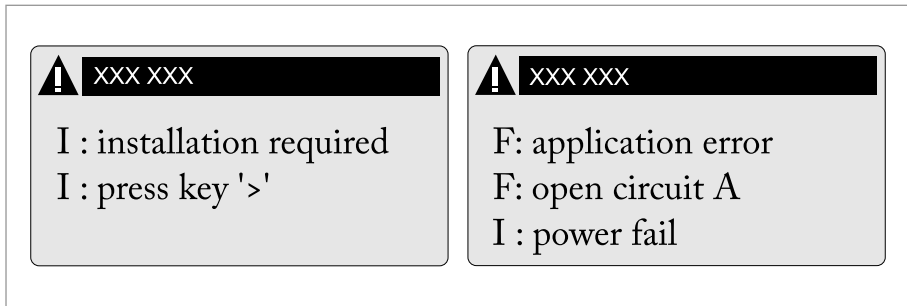 XXX XXX
I : installation required
I : press key '>'
XXX XXX
F: application error
F: open circuit A
I : power fail